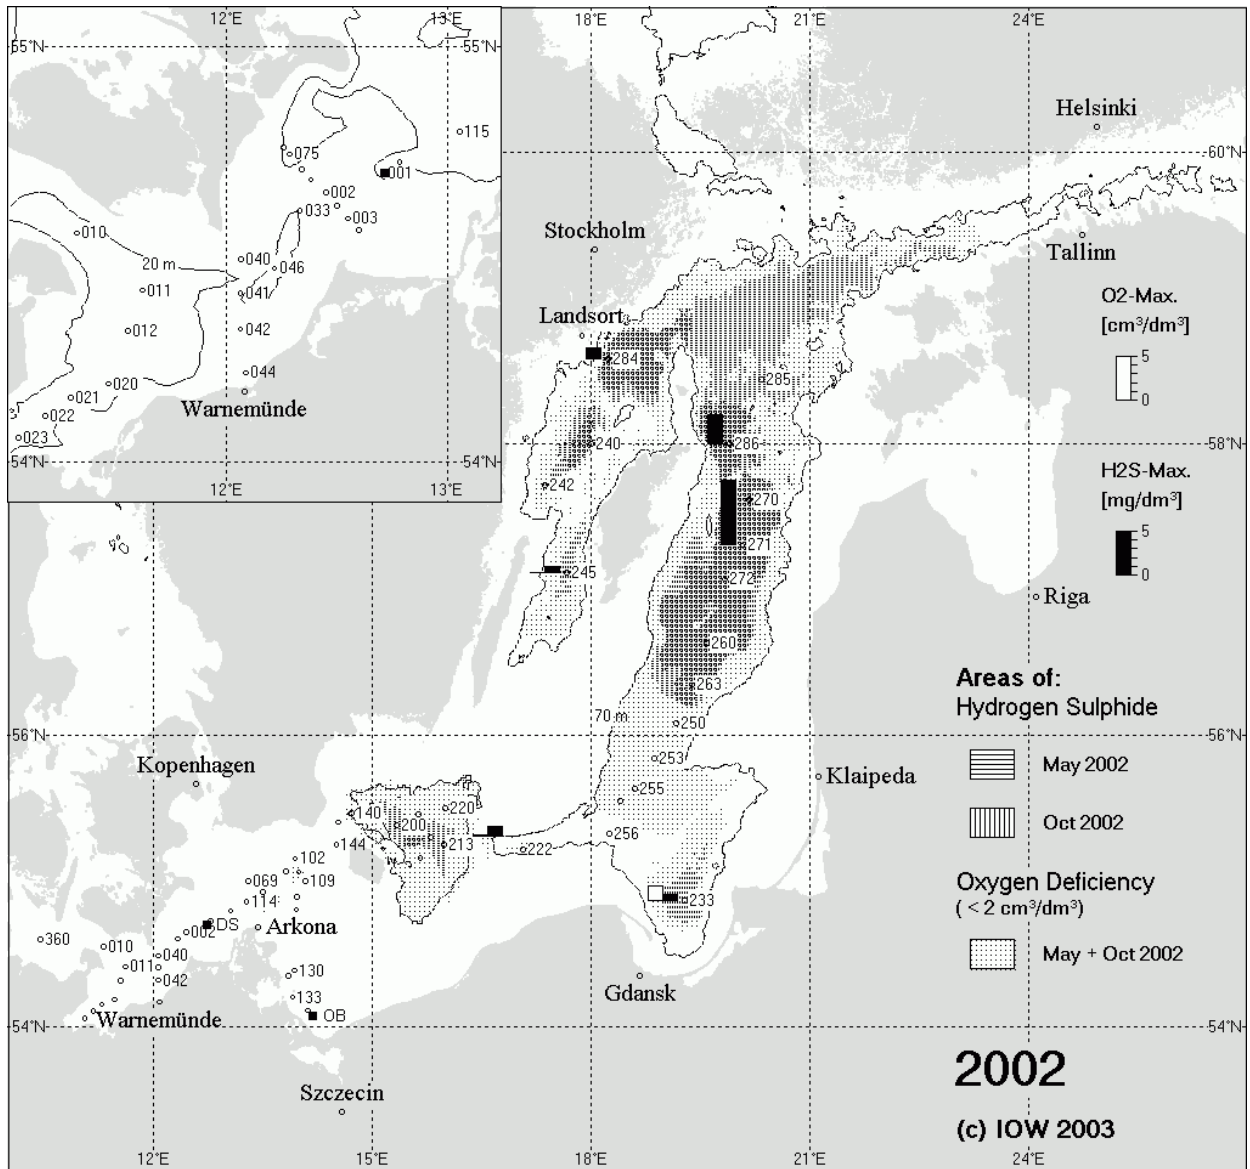 12°E
13°E
18°E
21°E
24°E
55°N
55°N
Helsinki
115
075
60°N
001
002
033
003
Stockholm
010
040
Tallinn
20 m
046
011
041
O2-Max.
[cm³/dm³]
Landsort
012
042
5
0
284
044
020
285
021
Warnemünde
022
023
240
286
58°N
54°N
54°N
H2S-Max.
[mg/dm³]
242
270
12°E
13°E
5
0
271
245
272
Riga
260
Areas of:
Hydrogen Sulphide
263
70 m
250
56°N
56°N
253
Kopenhagen
May 2002
Klaipeda
255
140
220
200
256
Oct 2002
144
213
222
102
069
109
Oxygen Deficiency
( < 2 cm³/dm³)
114
233
DS
Arkona
360
002
010
040
May + Oct 2002
011
130
042
Gdansk
133
Warnemünde
OB
54°N
54°N
2002
Szczecin
(c) IOW 2003
12°E
15°E
18°E
21°E
24°E